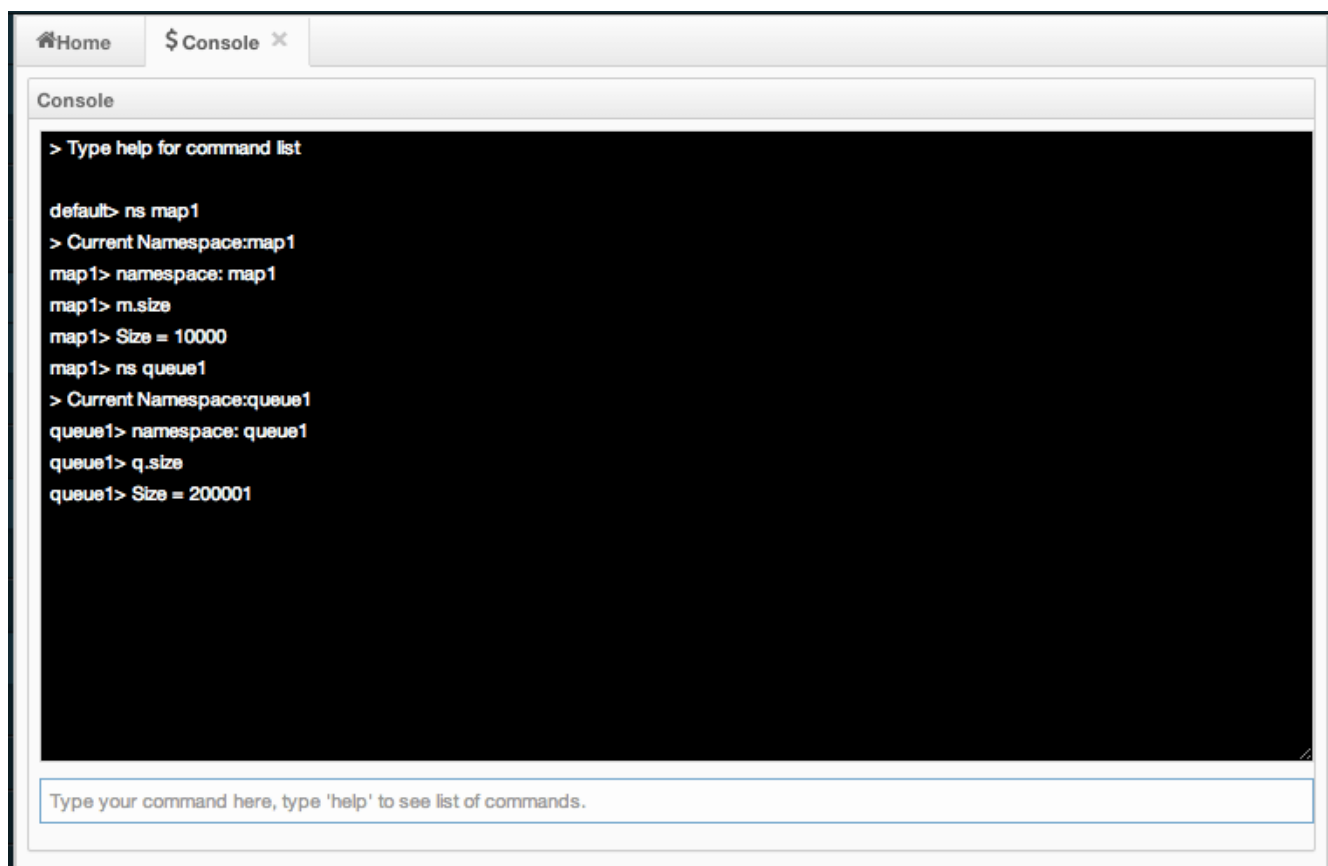 Home $ Console ×
Console
> Type help for command list
default> ns map1
> Current Namespace:map1
map1> namespace: map1
map1> m.size
map1> Size = 10000
map1> ns queue1
> Current Namespace:queue1
queue1> namespace: queue1
queue1> q.size
queue1> Size = 200001
Type your command here, type 'help' to see list of commands.